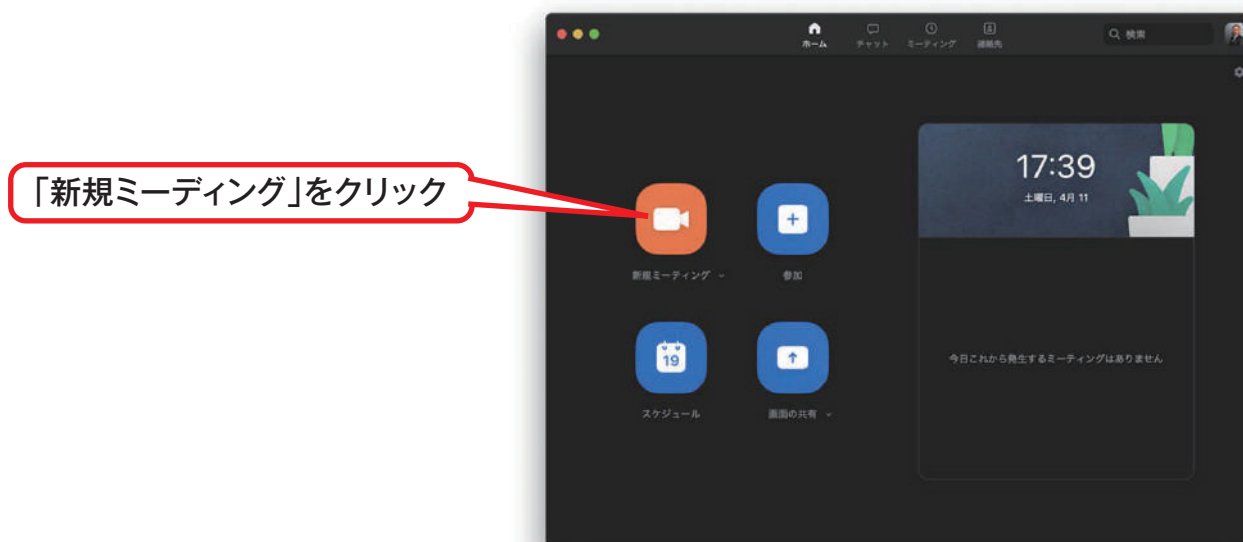 ホーム
チャット
ミーティング
連絡先
検索
17:39
土曜日, 4月 11
「新規ミーディング」をクリック
新規ミーティング
参加
19
スケジュール
画面の共有
今日これから発生するミーティングはありません